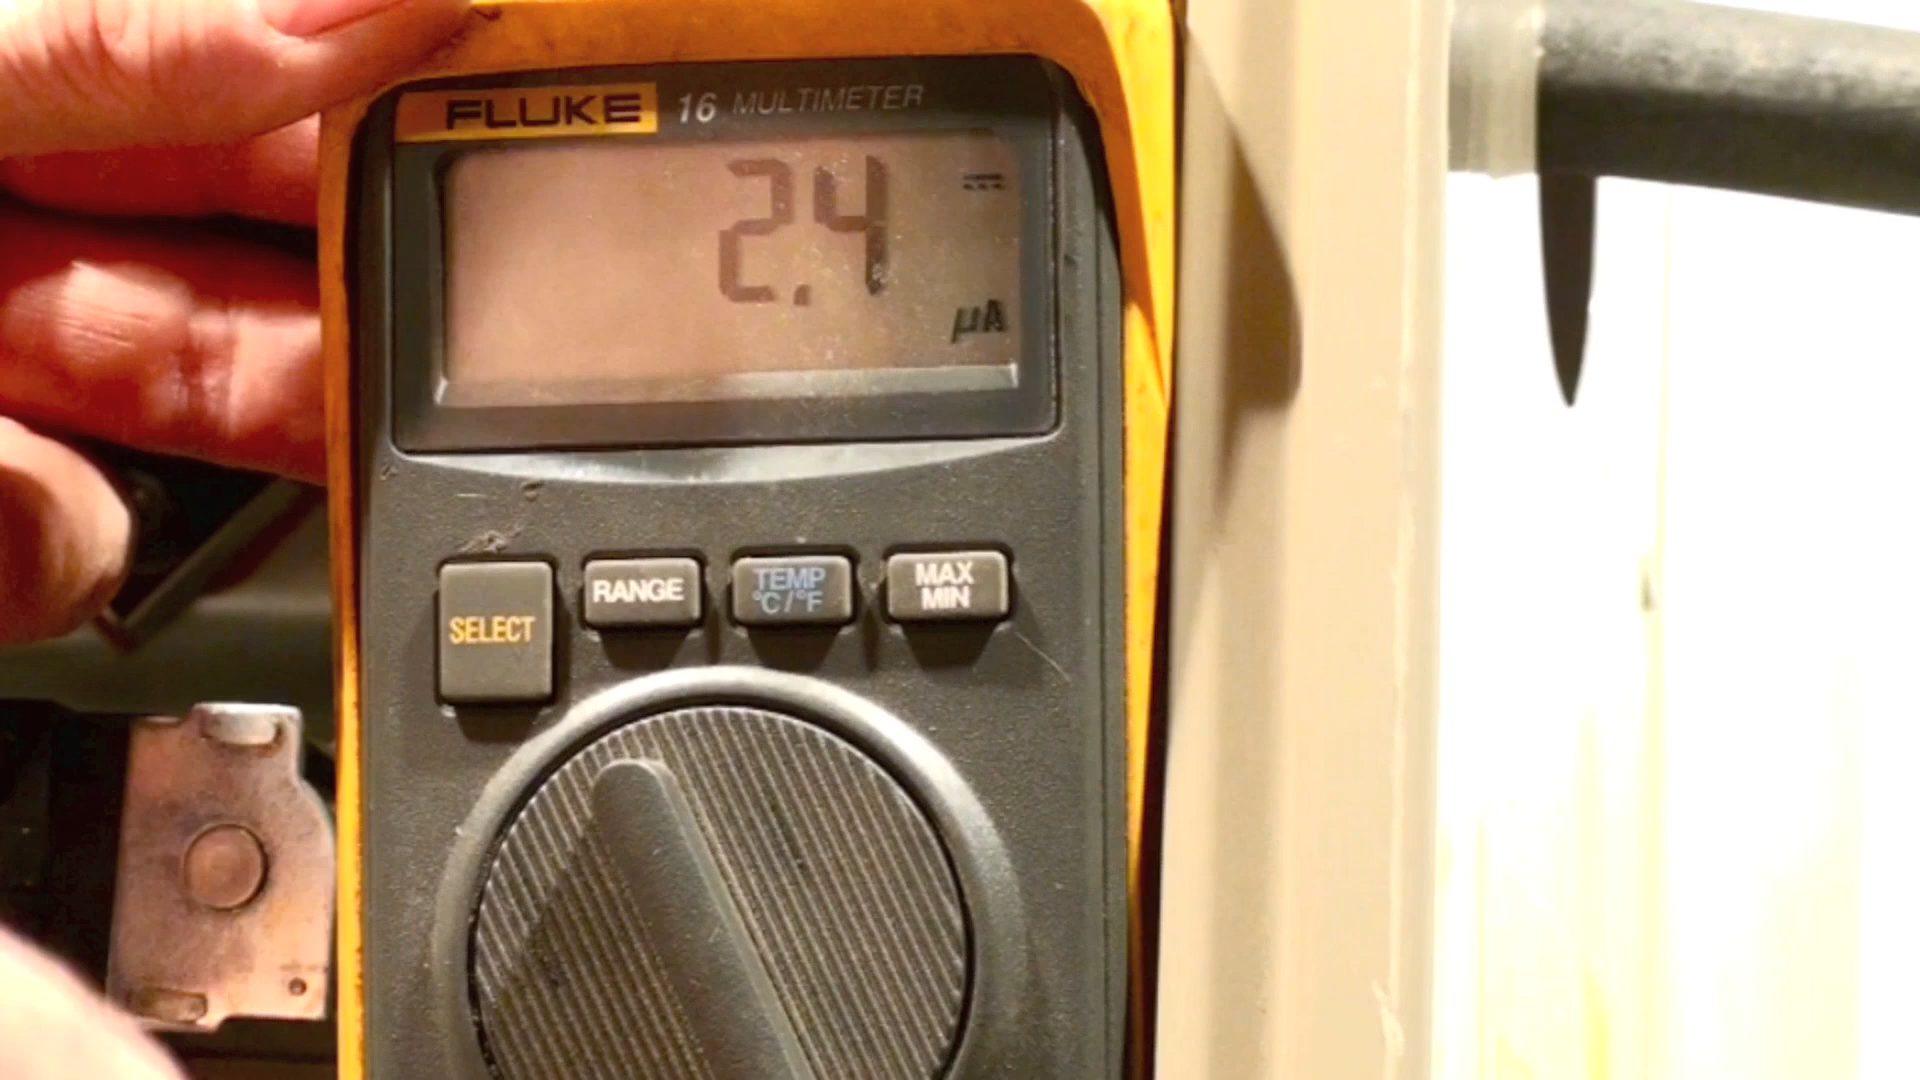 FLUKE 16 MULTIMETER
2.4
µA
SELECT
RANGE
TEMP
°C/°F
MAX
MIN